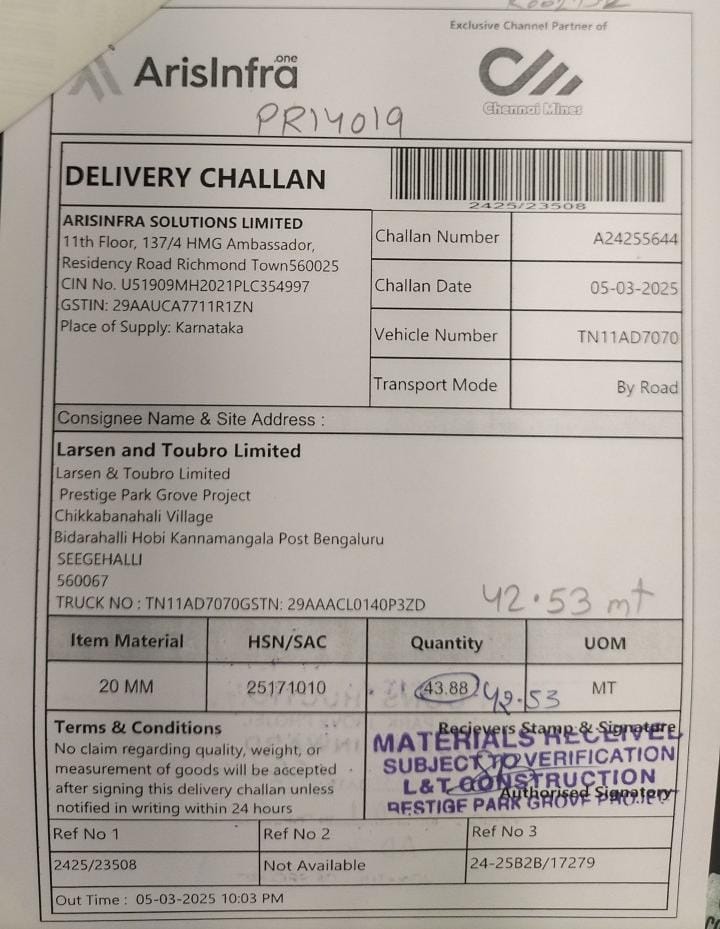 Exclusive Channel Partner of
ArisInfra.one
Chennai Mines
PR14019
DELIVERY CHALLAN
2425/23508
ARISINFRA SOLUTIONS LIMITED
11th Floor, 137/4 HMG Ambassador,
Residency Road Richmond Town560025
CIN No. U51909MH2021PLC354997
GSTIN: 29AAUCA7711R1ZN
Place of Supply: Karnataka
Challan Number A24255644
Challan Date 05-03-2025
Vehicle Number TN11AD7070
Transport Mode By Road
Consignee Name & Site Address :
Larsen and Toubro Limited
Larsen & Toubro Limited
Prestige Park Grove Project
Chikkabanahali Village
Bidarahalli Hobi Kannamangala Post Bengaluru
SEEGEHALLI
560067
TRUCK NO : TN11AD7070GSTN: 29AAACL0140P3ZD
42.53 mt
Item Material HSN/SAC Quantity UOM
20 MM 25171010 43.88 42.53 MT
Terms & Conditions
No claim regarding quality, weight, or
measurement of goods will be accepted
after signing this delivery challan unless
notified in writing within 24 hours
Recievers Stamp & Signature
MATERIALS RECEIVED
SUBJECT TO VERIFICATION
L&T CONSTRUCTION
Authorised Signatory
PRESTIGE PARK GROVE PROJECT
Ref No 1 Ref No 2 Ref No 3
2425/23508 Not Available 24-25B2B/17279
Out Time : 05-03-2025 10:03 PM